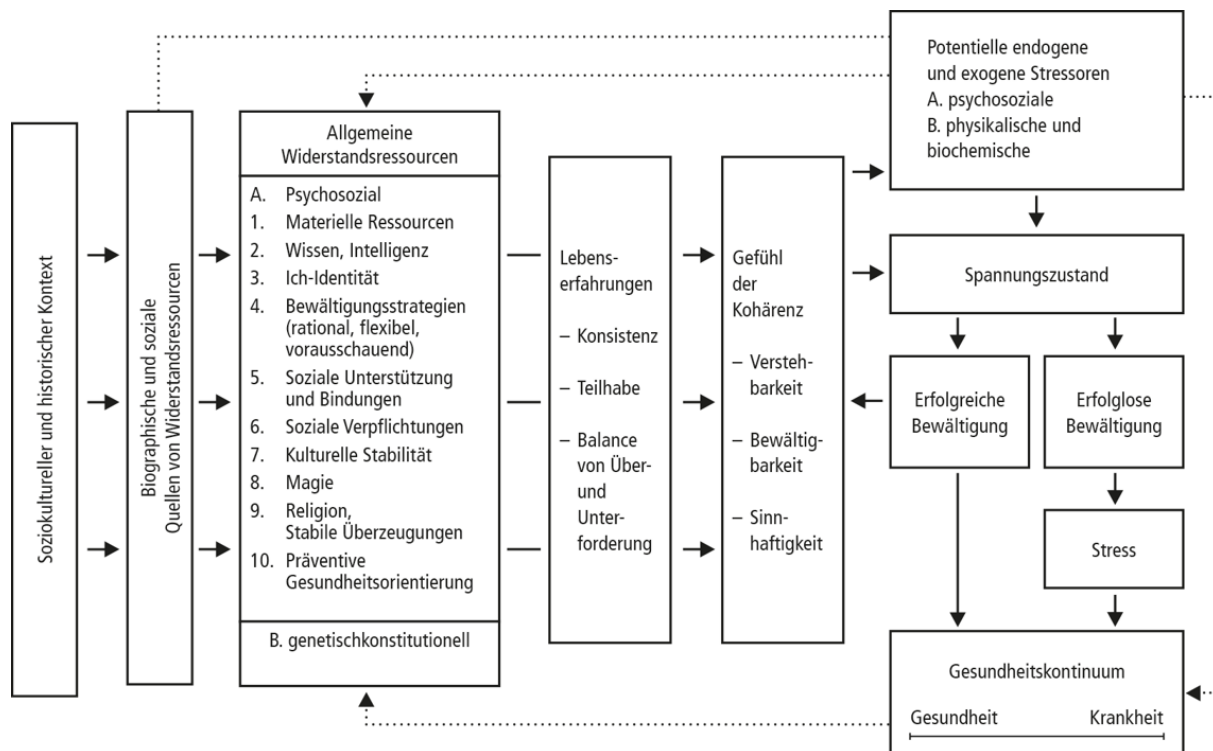 Soziokultureller und historischer Kontext
Biographische und soziale
Quellen von Widerstandsressourcen
Allgemeine
Widerstandsressourcen
A. Psychosozial
1. Materielle Ressourcen
2. Wissen, Intelligenz
3. Ich-Identität
4. Bewältigungsstrategien
(rational, flexibel,
vorausschauend)
5. Soziale Unterstützung
und Bindungen
6. Soziale Verpflichtungen
7. Kulturelle Stabilität
8. Magie
9. Religion,
Stabile Überzeugungen
10. Präventive
Gesundheitsorientierung
B. genetischkonstitutionell
Lebens-
erfahrungen
– Konsistenz
– Teilhabe
– Balance
von Über-
und
Unter-
forderung
Gefühl
der
Kohärenz
– Versteh-
barkeit
– Bewältig-
barkeit
– Sinn-
haftigkeit
Potentielle endogene
und exogene Stressoren
A. psychosoziale
B. physikalische und
biochemische
Spannungszustand
Erfolgreiche
Bewältigung
Erfolglose
Bewältigung
Stress
Gesundheitskontinuum
Gesundheit Krankheit